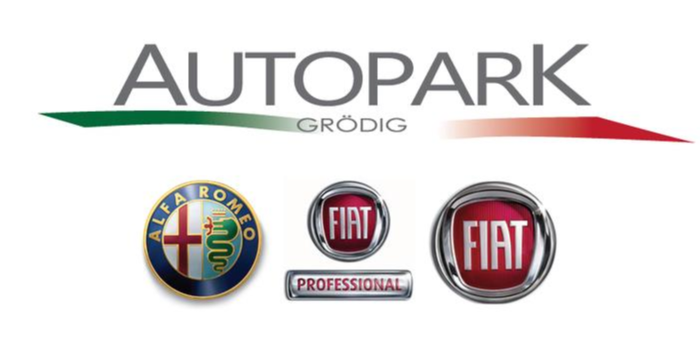 AUTOPARK
GRÖDIG
ALFA ROMEO
FIAT
PROFESSIONAL
FIAT